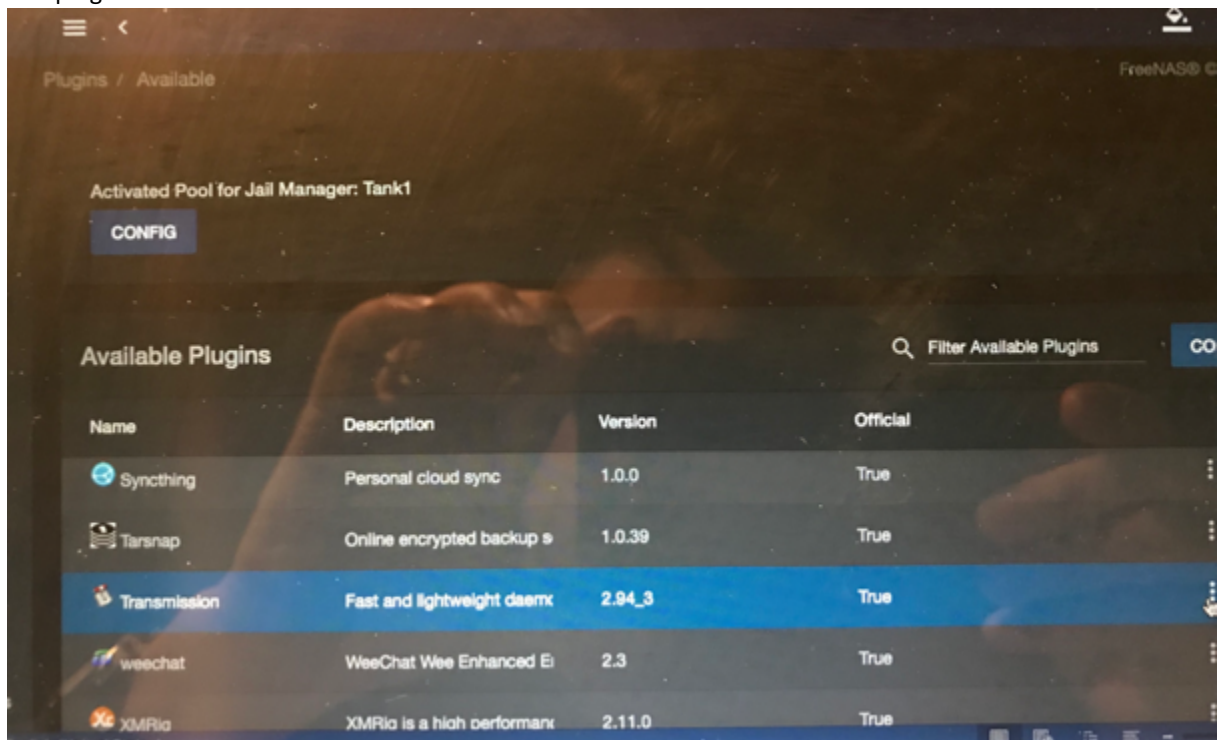 Plugins / Available
FreeNAS® ©
Activated Pool for Jail Manager: Tank1
CONFIG
Available Plugins
Filter Available Plugins
CO
Name Description Version Official
Syncthing Personal cloud sync 1.0.0 True
Tarsnap Online encrypted backup s 1.0.39 True
Transmission Fast and lightweight daemo 2.94_3 True
weechat WeeChat Wee Enhanced E 2.3 True
XMRig XMRig is a high performanc 2.11.0 True